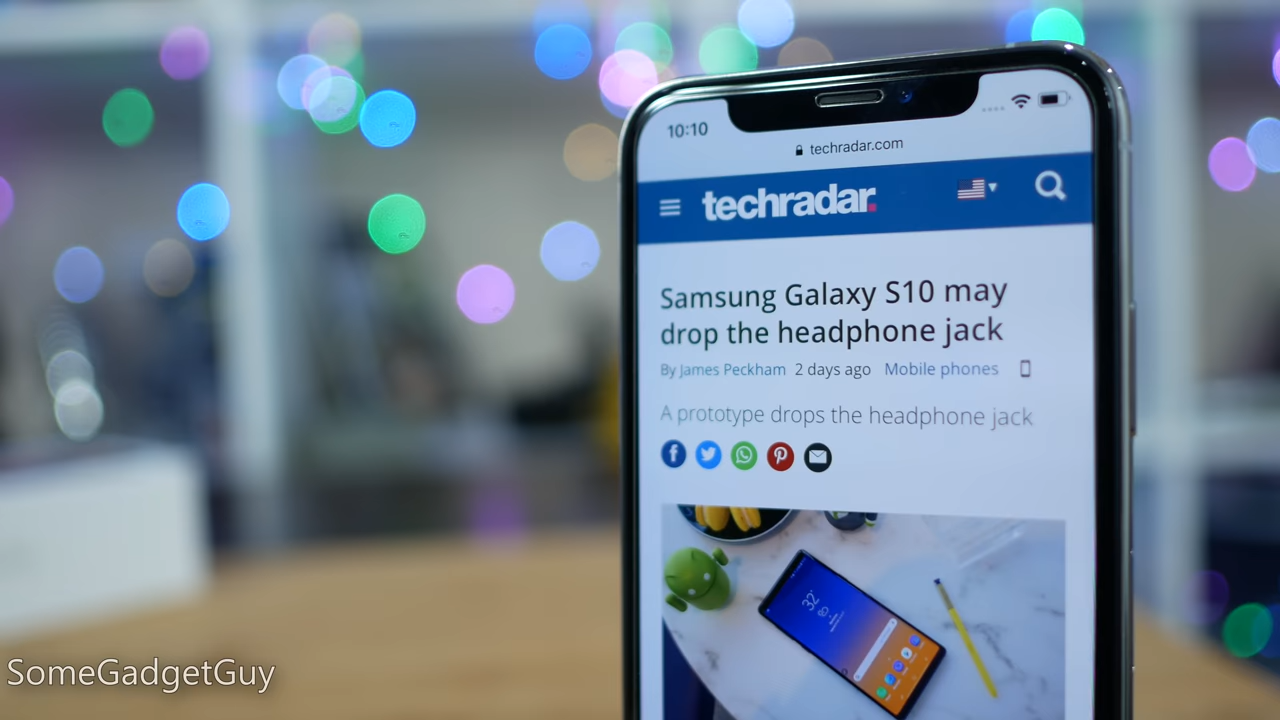 10:10
techradar.com
techradar.
Samsung Galaxy S10 may
drop the headphone jack
By James Peckham 2 days ago Mobile phones
A prototype drops the headphone jack
32°
SomeGadgetGuy